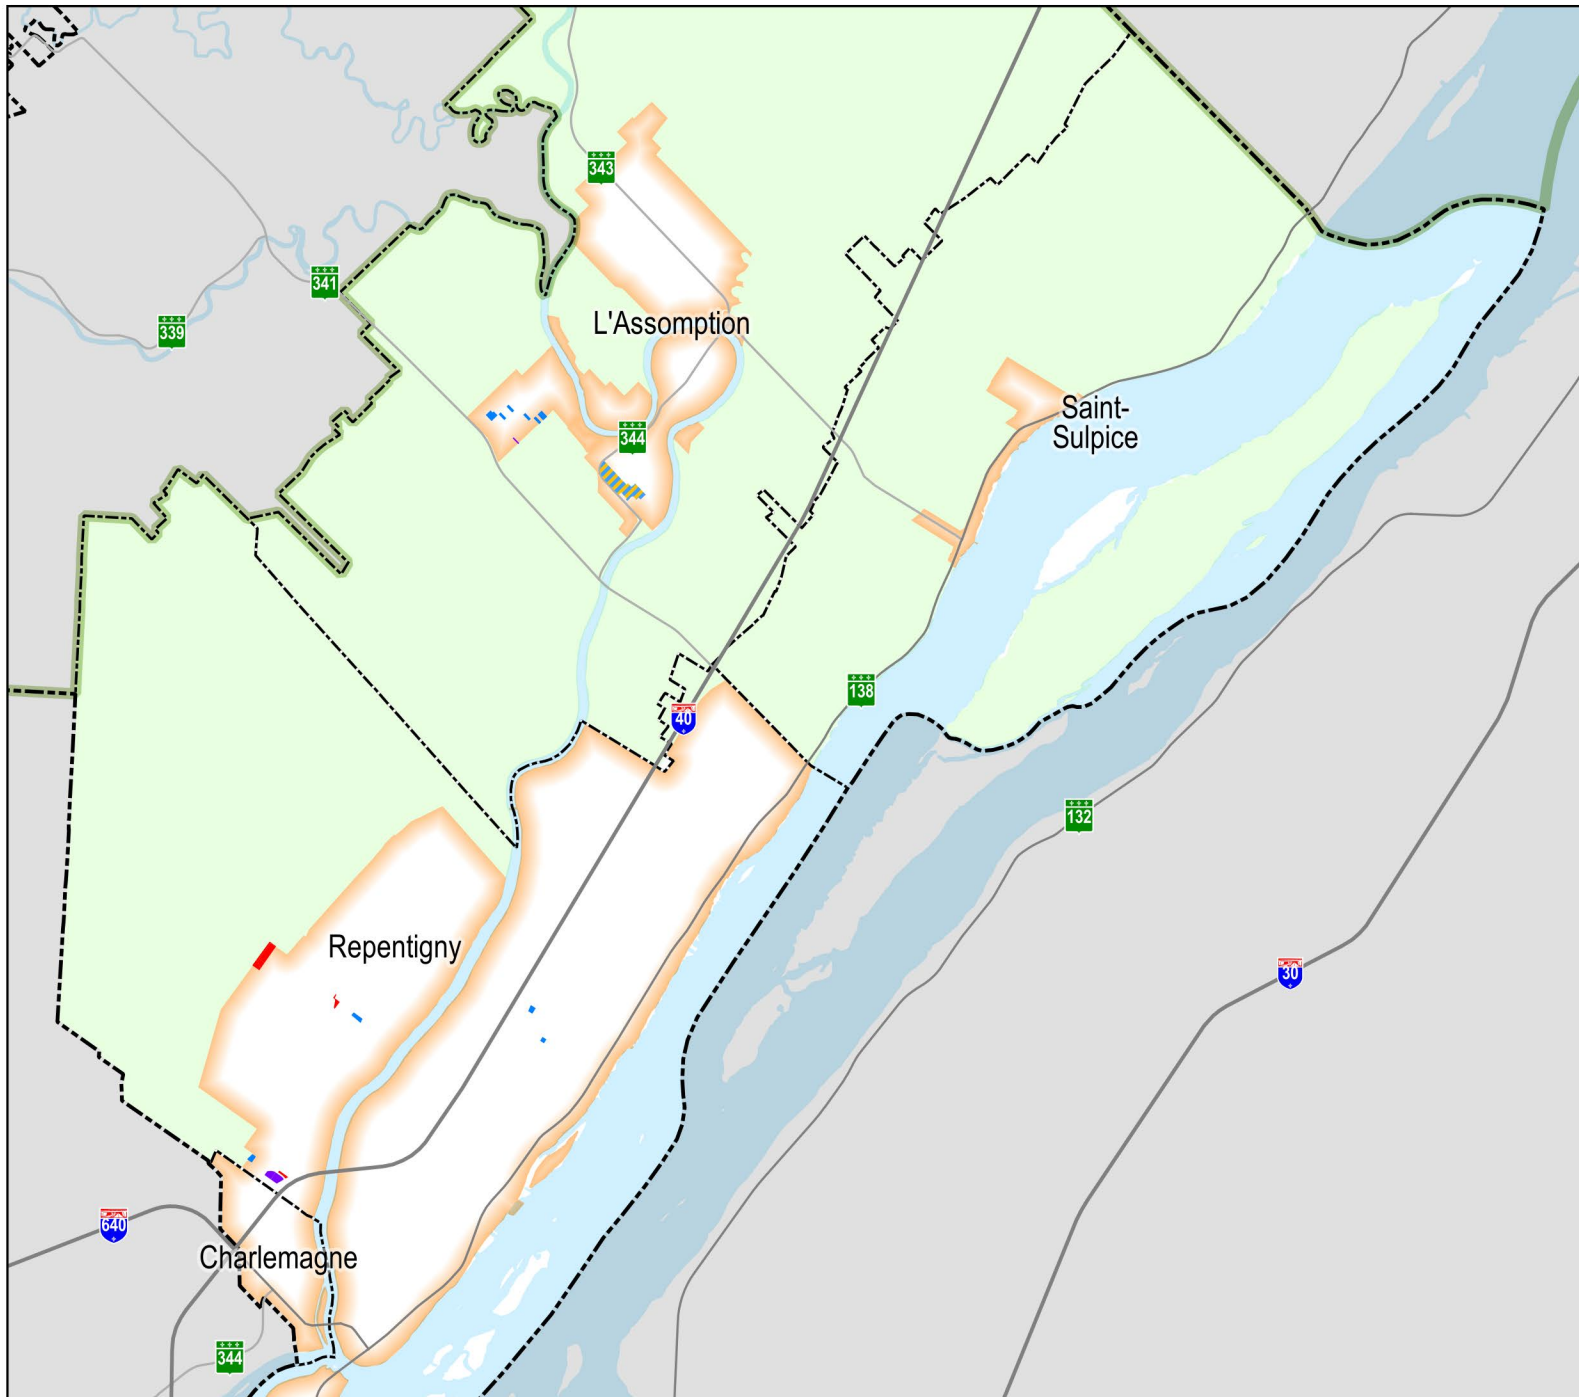 343
341
339
L'Assomption
Saint-
Sulpice
344
138
40
132
Repentigny
30
640
Charlemagne
344